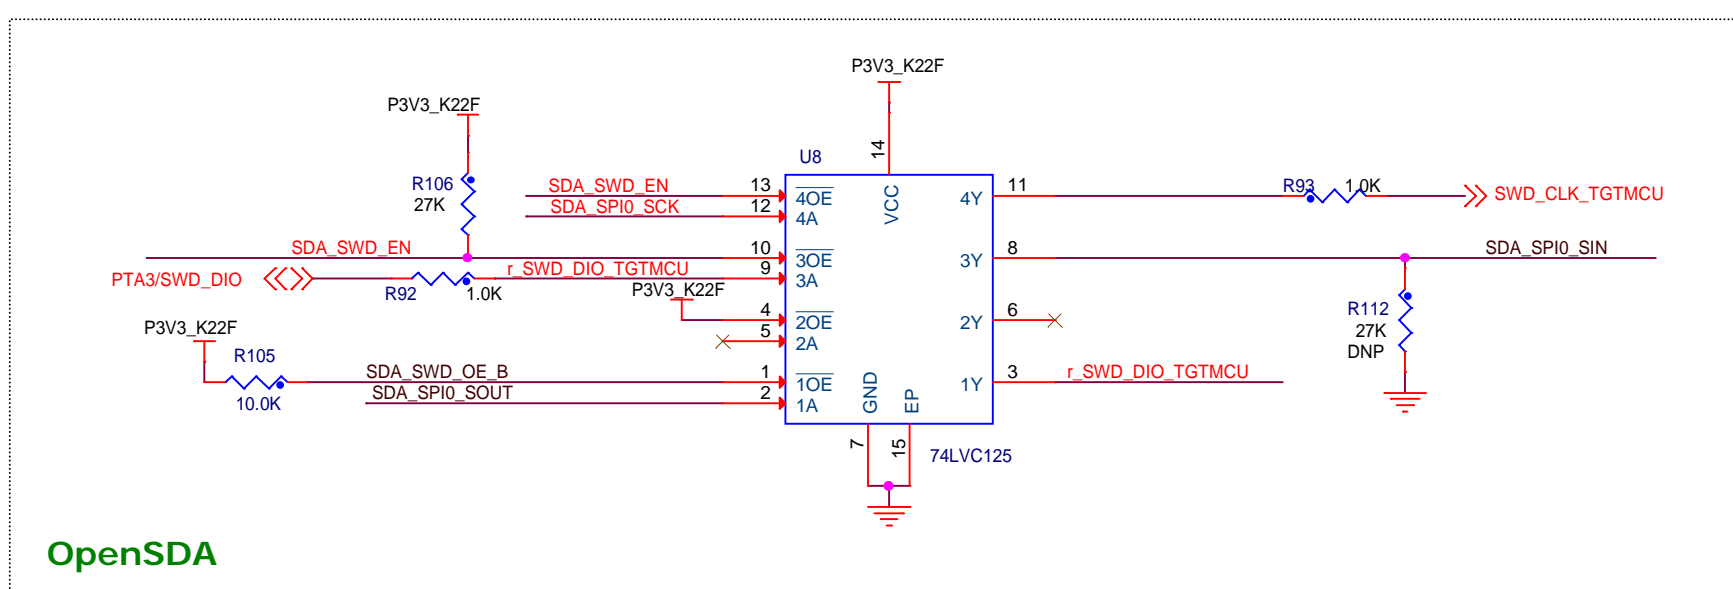 P3V3_K22F
P3V3_K22F
U8
14
VCC
R106
27K
SDA_SWD_EN
13
4OE
SDA_SPI0_SCK
12
4A
4Y
11
R93
1.0K
SWD_CLK_TGTMCU
SDA_SWD_EN
10
3OE
3Y
8
SDA_SPI0_SIN
PTA3/SWD_DIO
R92
1.0K
r_SWD_DIO_TGTMCU
9
3A
P3V3_K22F
4
2OE
2Y
6
R112
27K
DNP
5
2A
P3V3_K22F
R105
10.0K
SDA_SWD_OE_B
1
1OE
1Y
3
r_SWD_DIO_TGTMCU
SDA_SPI0_SOUT
2
1A
GND
EP
7
15
74LVC125
OpenSDA